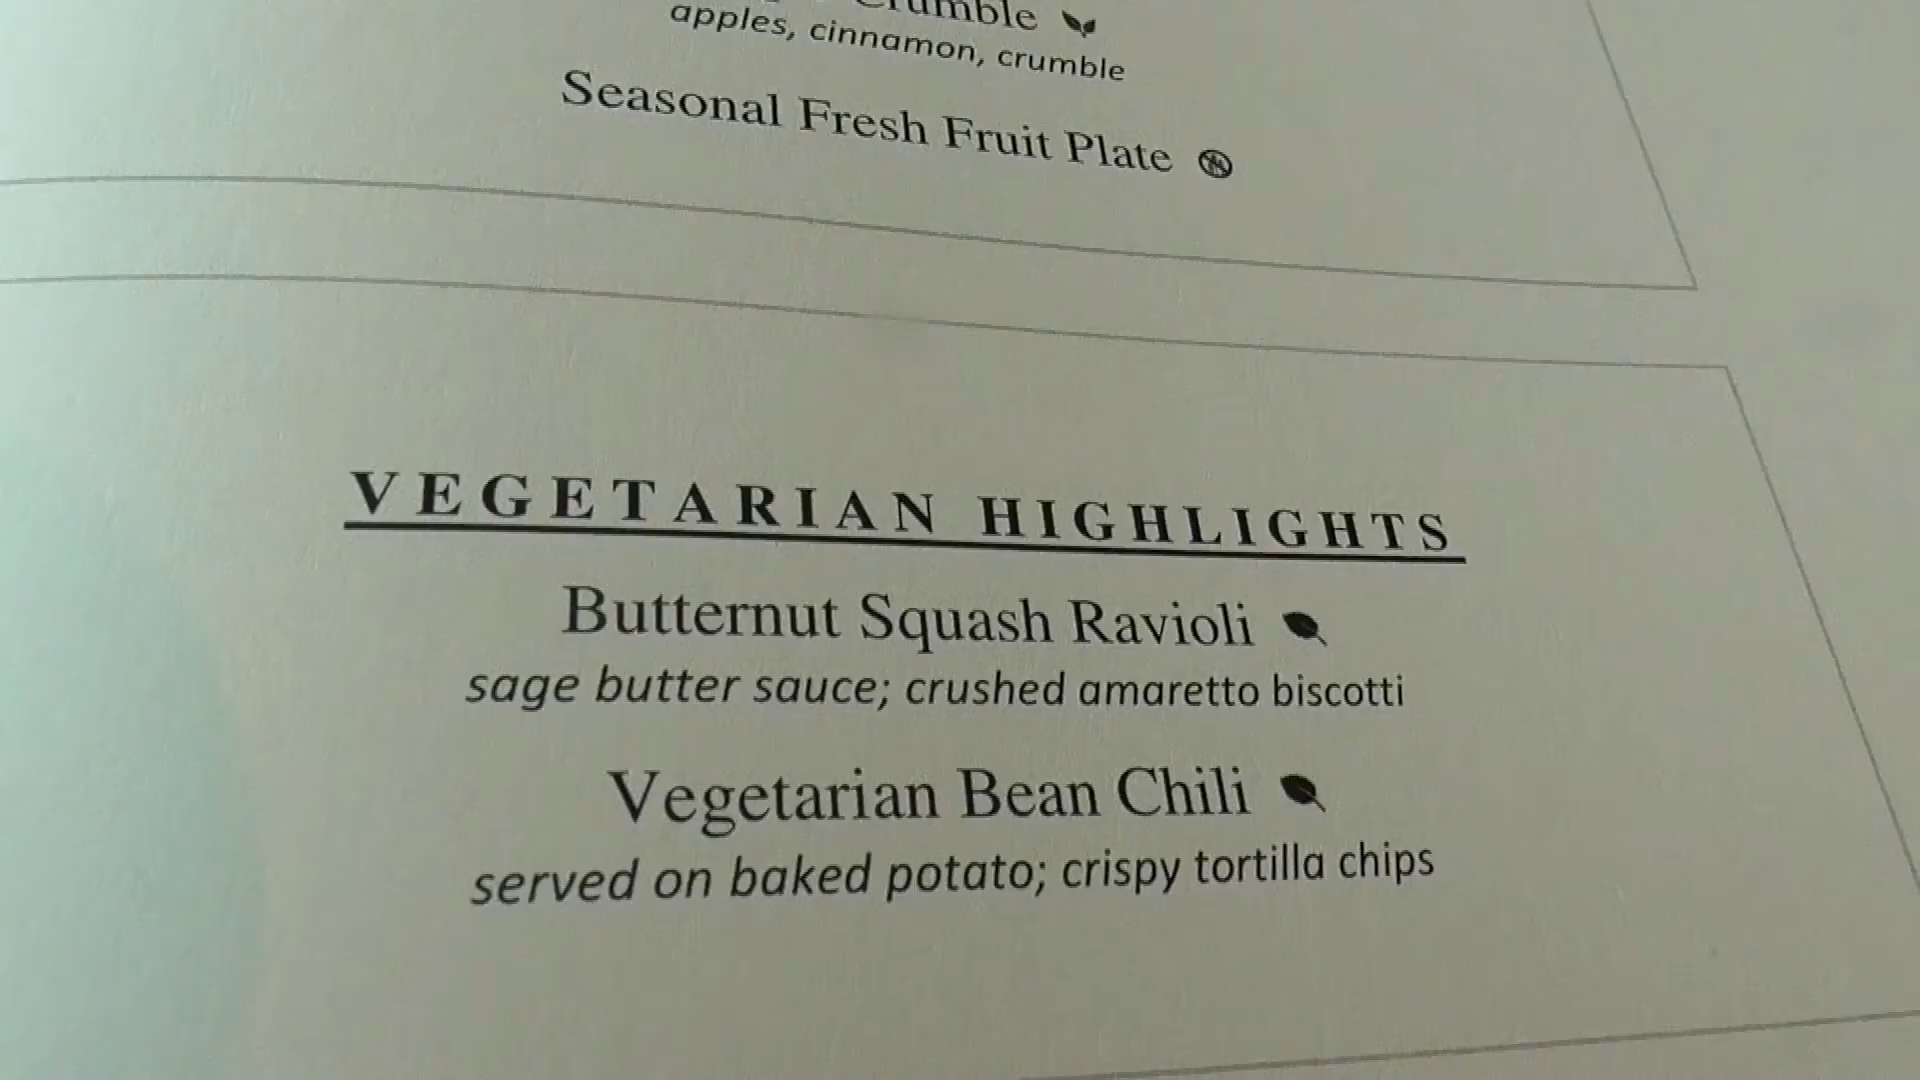 Crumble
apples, cinnamon, crumble
Seasonal Fresh Fruit Plate
VEGETARIAN HIGHLIGHTS
Butternut Squash Ravioli
sage butter sauce; crushed amaretto biscotti
Vegetarian Bean Chili
served on baked potato; crispy tortilla chips